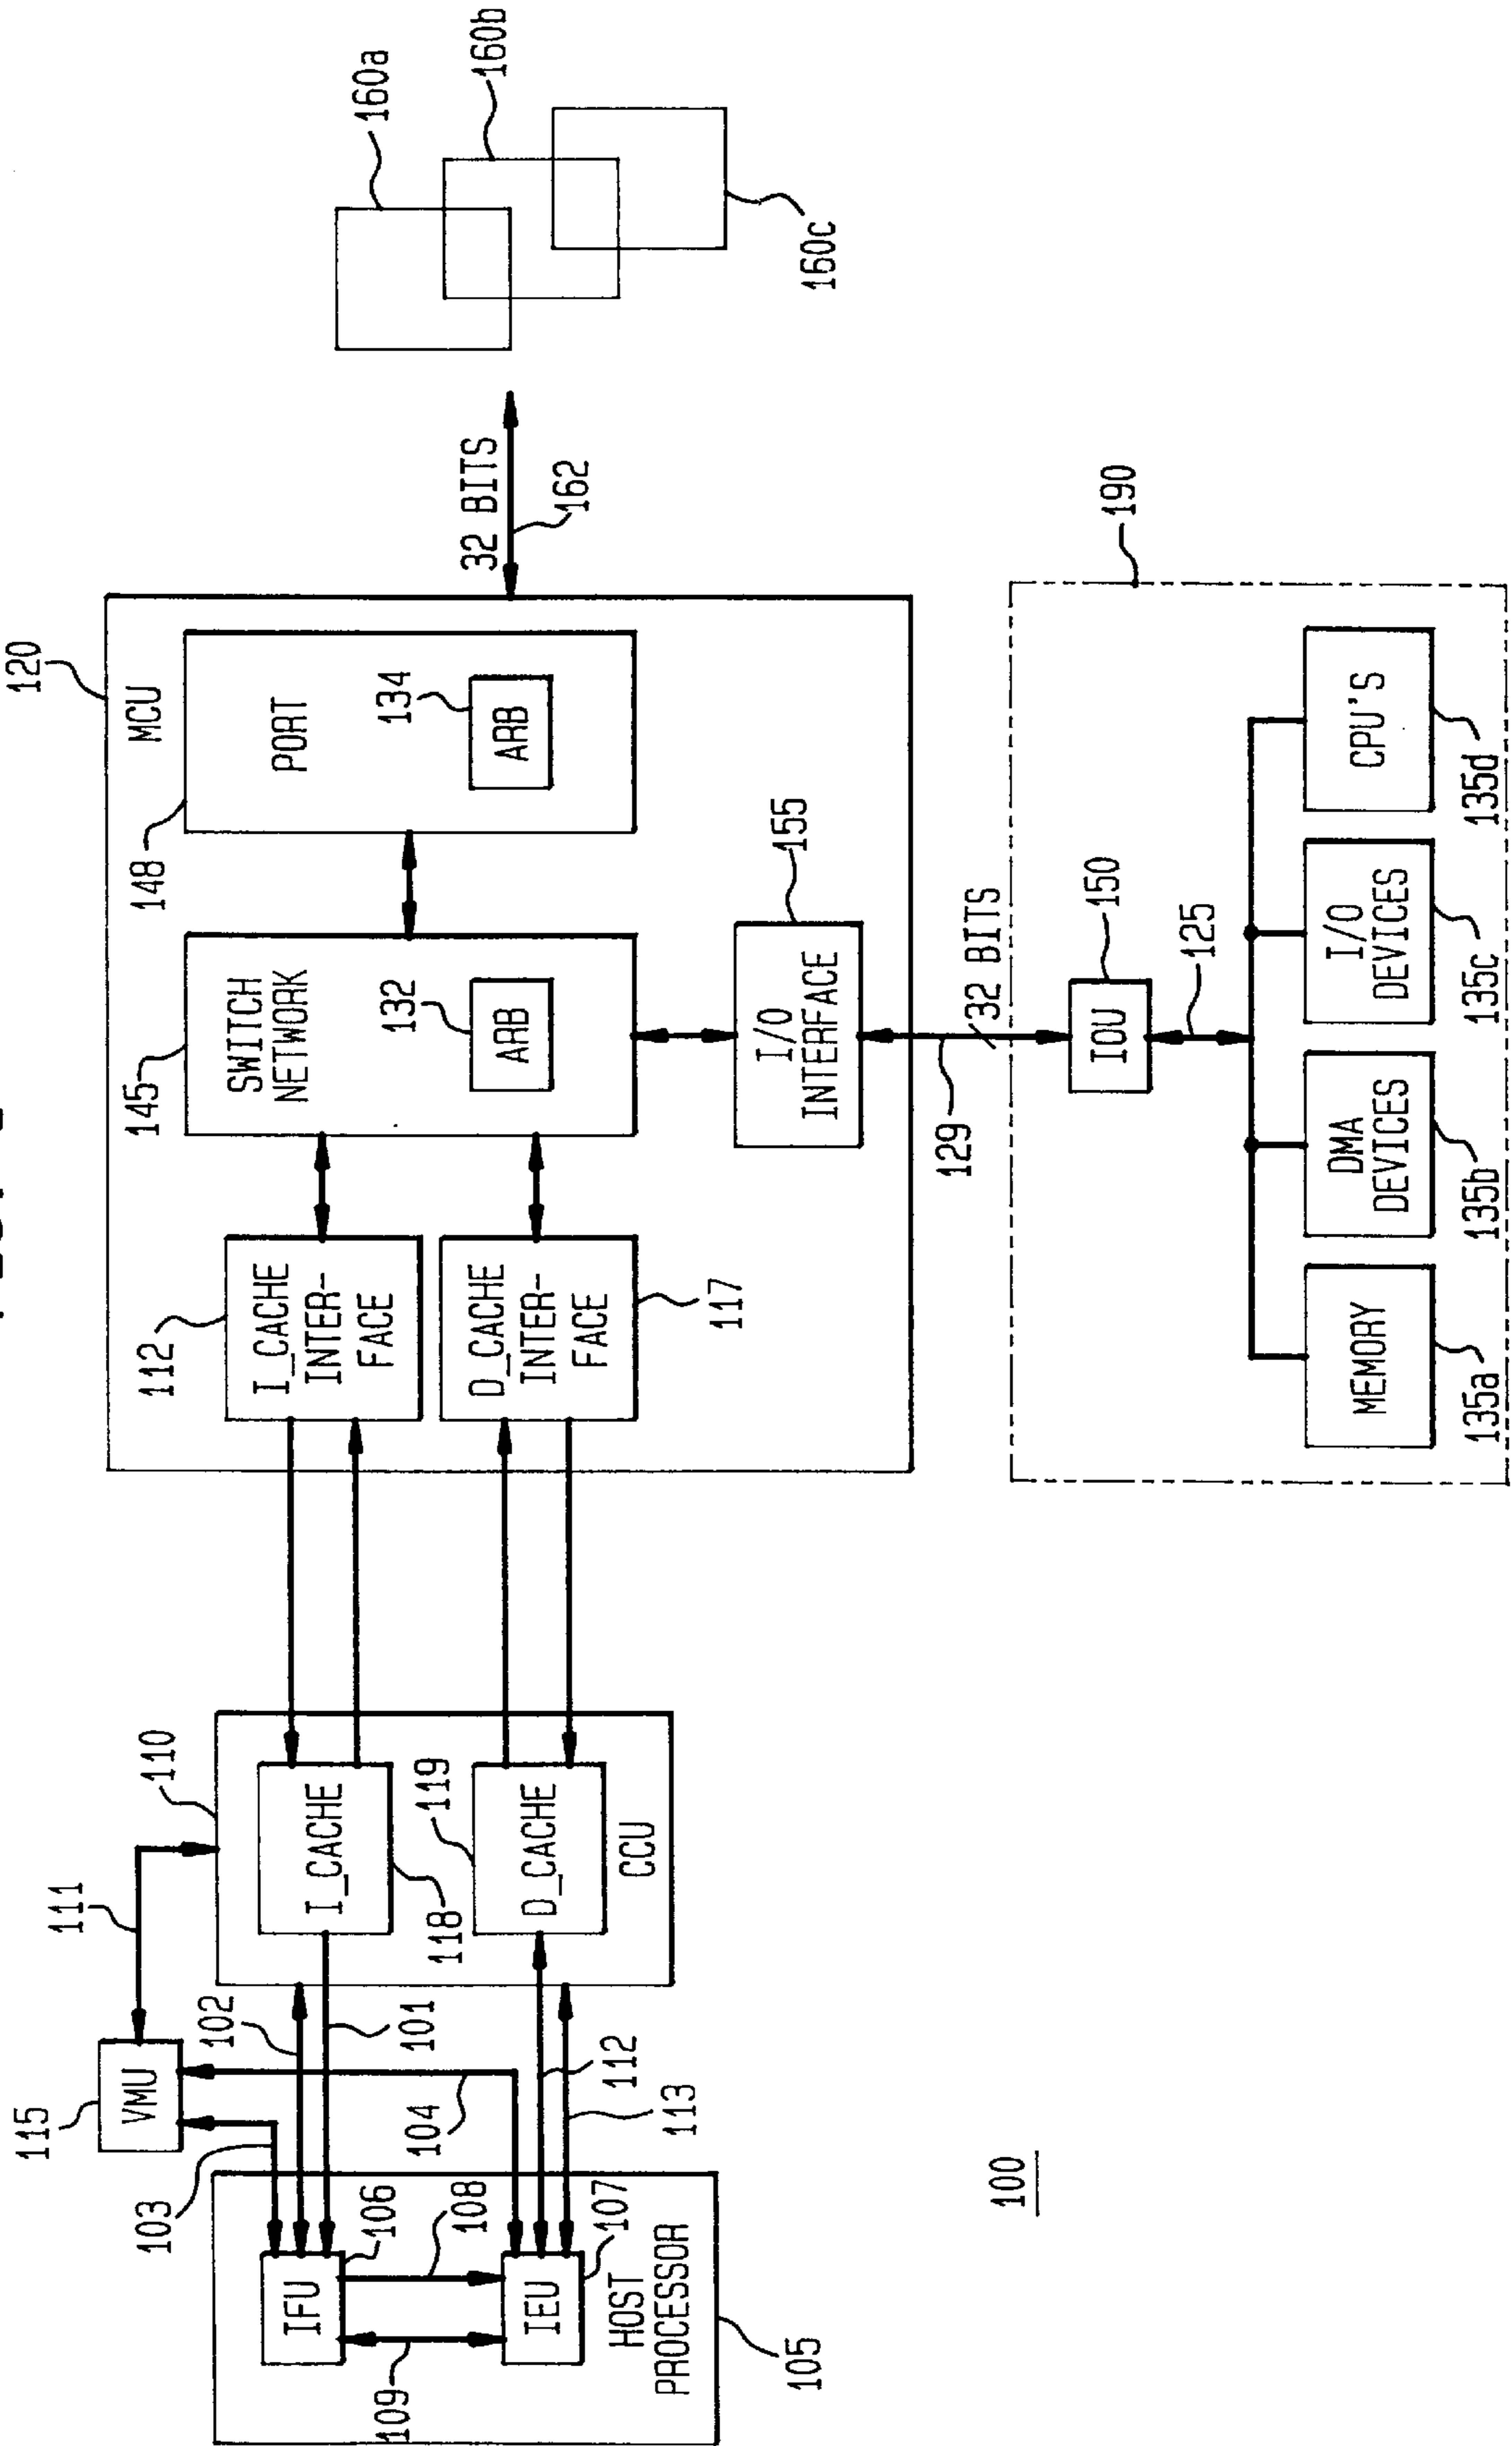 100
HOST
PROCESSOR
105
IFU
106
IEU
107
108
109
103
102
101
104
112
113
115
VMU
111
110
I_CACHE
118
119
D_CACHE
CCU
120
MCU
112
I_CACHE
INTER-
FACE
D_CACHE
INTER-
FACE
117
145
SWITCH
NETWORK
132
ARB
148
PORT
134
ARB
I/O
INTERFACE
155
32 BITS
162
160a
160b
160c
129
32 BITS
190
IOU
150
125
MEMORY
135a
DMA
DEVICES
135b
I/O
DEVICES
135c
CPU'S
135d